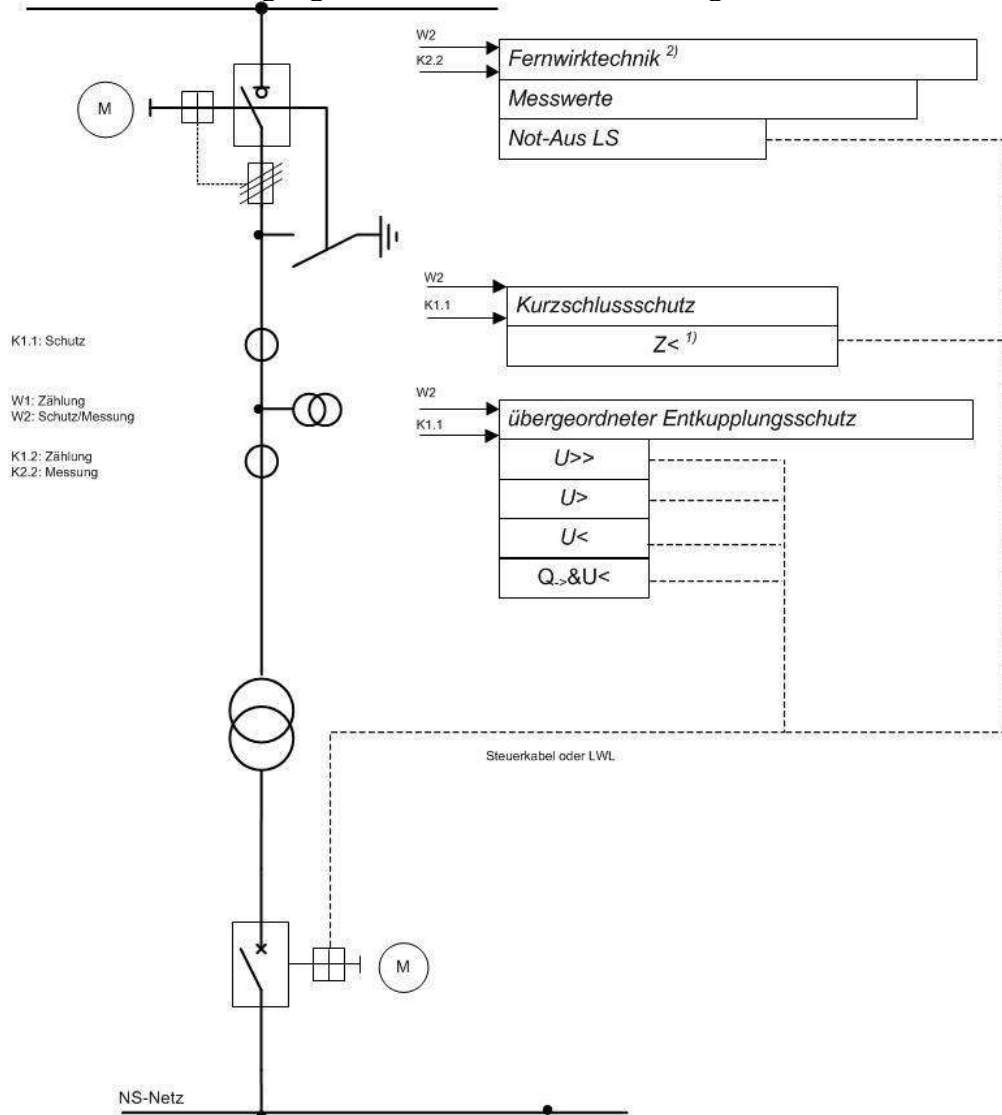 W2
K2.2
Fernwirktechnik 2)
Messwerte
Not-Aus LS
M
W2
K1.1
Kurzschlussschutz
Z< 1)
K1.1: Schutz
W1: Zählung
W2: Schutz/Messung
K1.2: Zählung
K2.2: Messung
W2
K1.1
übergeordneter Entkupplungsschutz
U>>
U>
U<
Q->&U<
Steuerkabel oder LWL
M
NS-Netz